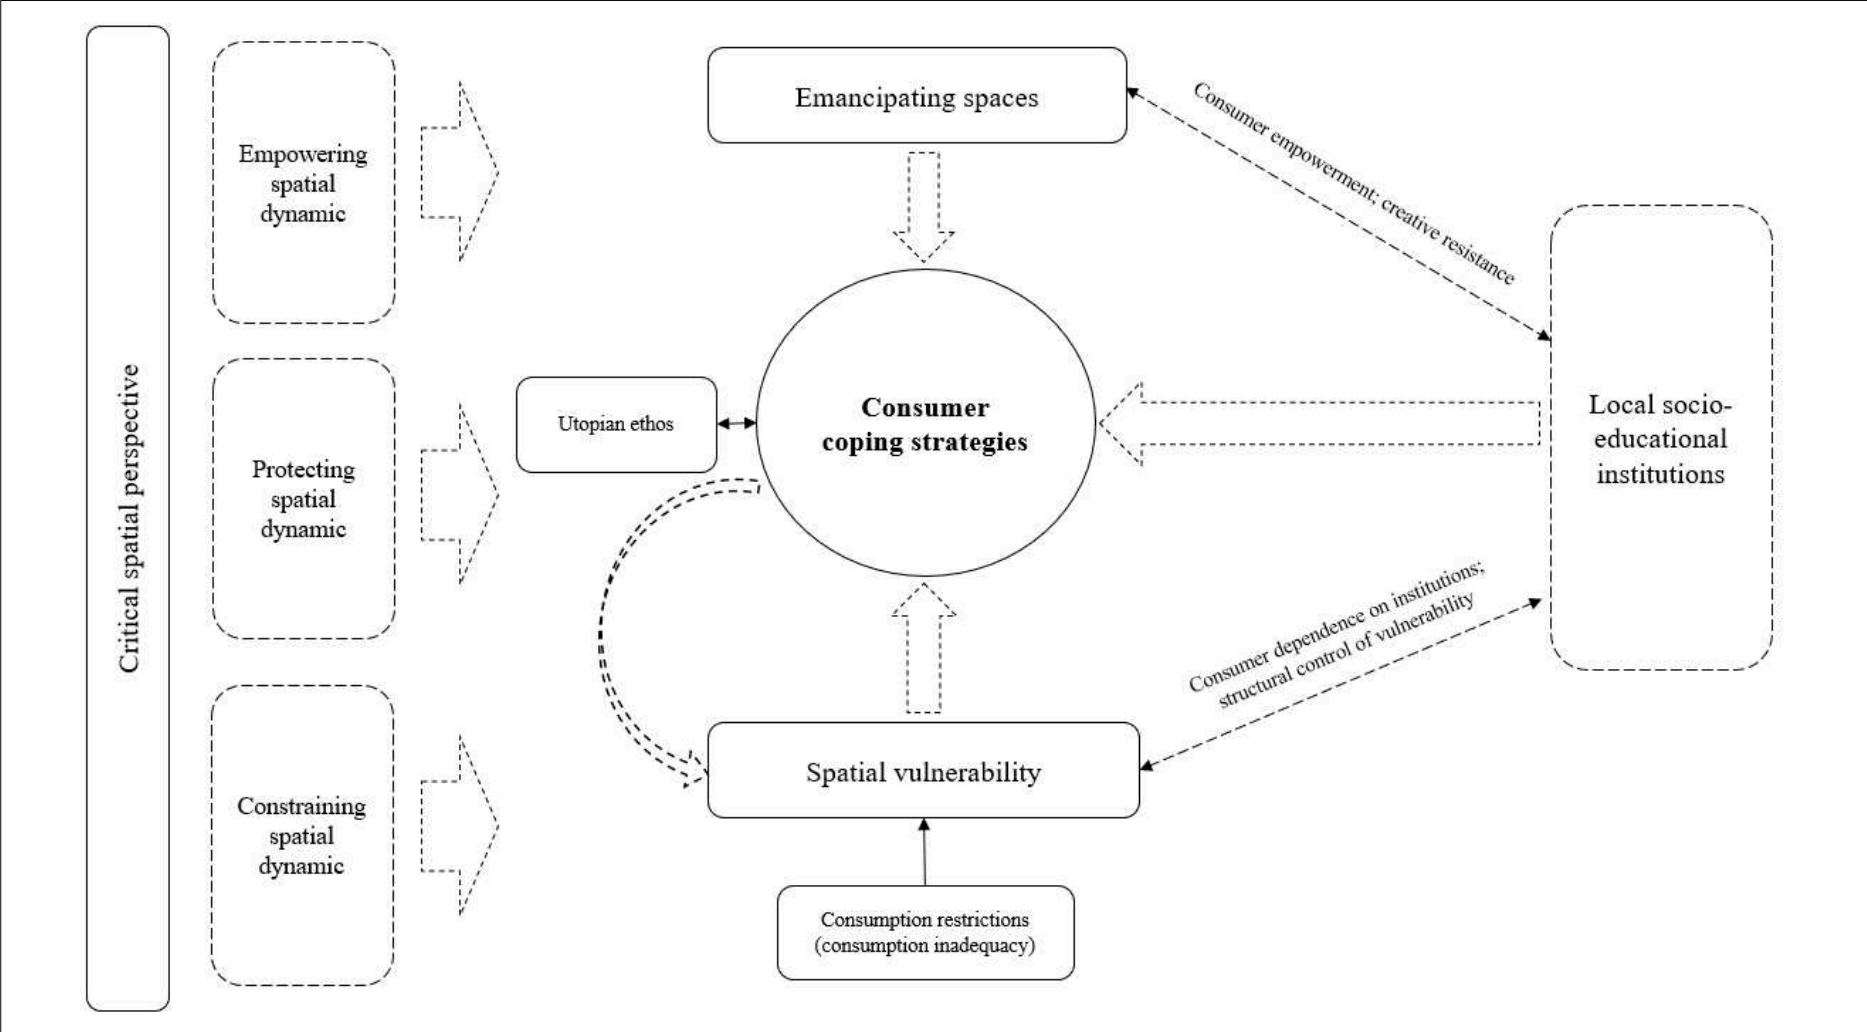 Critical spatial perspective
Empowering
spatial
dynamic
Protecting
spatial
dynamic
Constraining
spatial
dynamic
Emancipating spaces
Utopian ethos
Consumer
coping strategies
Spatial vulnerability
Consumption restrictions
(consumption inadequacy)
Consumer empowerment; creative resistance
Consumer dependence on institutions;
structural control of vulnerability
Local socio-
educational
institutions